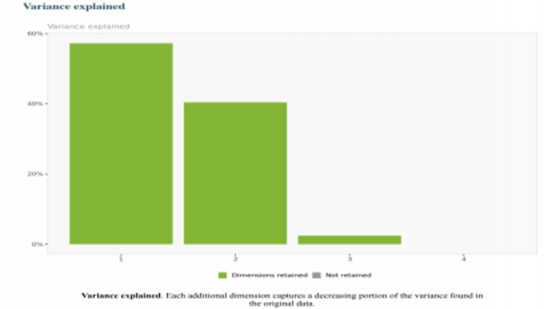 Variance explained
Variance explained
60%
40%
20%
0%
1 2 3 4
Dimensions retained Not retained
Variance explained. Each additional dimension captures a decreasing portion of the variance found in
the original data.